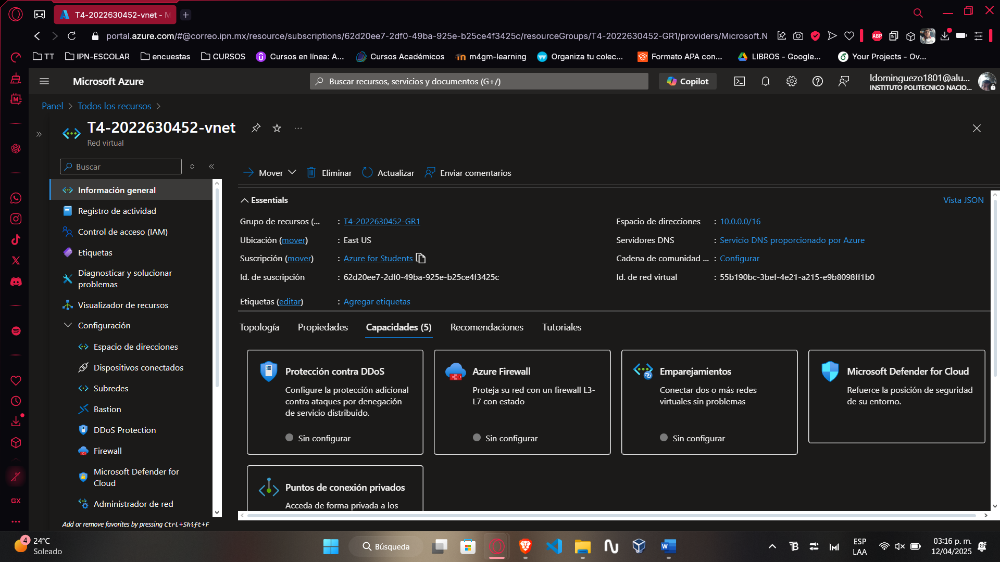 T4-2022630452-vnet - M
portal.azure.com/#@correo.ipn.mx/resource/subscriptions/62d20ee7-2df0-49ba-925e-b25ce4f3425c/resourceGroups/T4-2022630452-GR1/providers/Microsoft.N
ABP
TT
IPN-ESCOLAR
encuestas
CURSOS
Cursos en línea: A...
Cursos Académicos
m4gm-learning
Organiza tu colec...
Formato APA con...
LIBROS - Google...
Your Projects - Ov...
Microsoft Azure
Buscar recursos, servicios y documentos (G+/)
Copilot
ldominguezo1801@alu...
INSTITUTO POLITECNICO NACIO...
Panel > Todos los recursos >
T4-2022630452-vnet
Red virtual
Buscar
Información general
Registro de actividad
Control de acceso (IAM)
Etiquetas
Diagnosticar y solucionar
problemas
Visualizador de recursos
Configuración
Espacio de direcciones
Dispositivos conectados
Subredes
Bastion
DDoS Protection
Firewall
Microsoft Defender for
Cloud
Administrador de red
Add or remove favorites by pressing Ctrl+Shift+F
Mover
Eliminar
Actualizar
Enviar comentarios
Essentials
Vista JSON
Grupo de recursos (... : T4-2022630452-GR1
Ubicación (mover) : East US
Suscripción (mover) : Azure for Students
Id. de suscripción : 62d20ee7-2df0-49ba-925e-b25ce4f3425c
Etiquetas (editar) : Agregar etiquetas
Espacio de direcciones : 10.0.0.0/16
Servidores DNS : Servicio DNS proporcionado por Azure
Cadena de comunidad ... : Configurar
Id. de red virtual : 55b190bc-3bef-4e21-a215-e9b8098ff1b0
Topología
Propiedades
Capacidades (5)
Recomendaciones
Tutoriales
Protección contra DDoS
Configure la protección adicional
contra ataques por denegación
de servicio distribuido.
Sin configurar
Azure Firewall
Proteja su red con un firewall L3-
L7 con estado
Sin configurar
Emparejamientos
Conectar dos o más redes
virtuales sin problemas
Sin configurar
Microsoft Defender for Cloud
Refuerce la posición de seguridad
de su entorno.
Puntos de conexión privados
Acceda de forma privada a los
GX
4
24°C
Soleado
Búsqueda
ESP
LAA
03:16 p. m.
12/04/2025